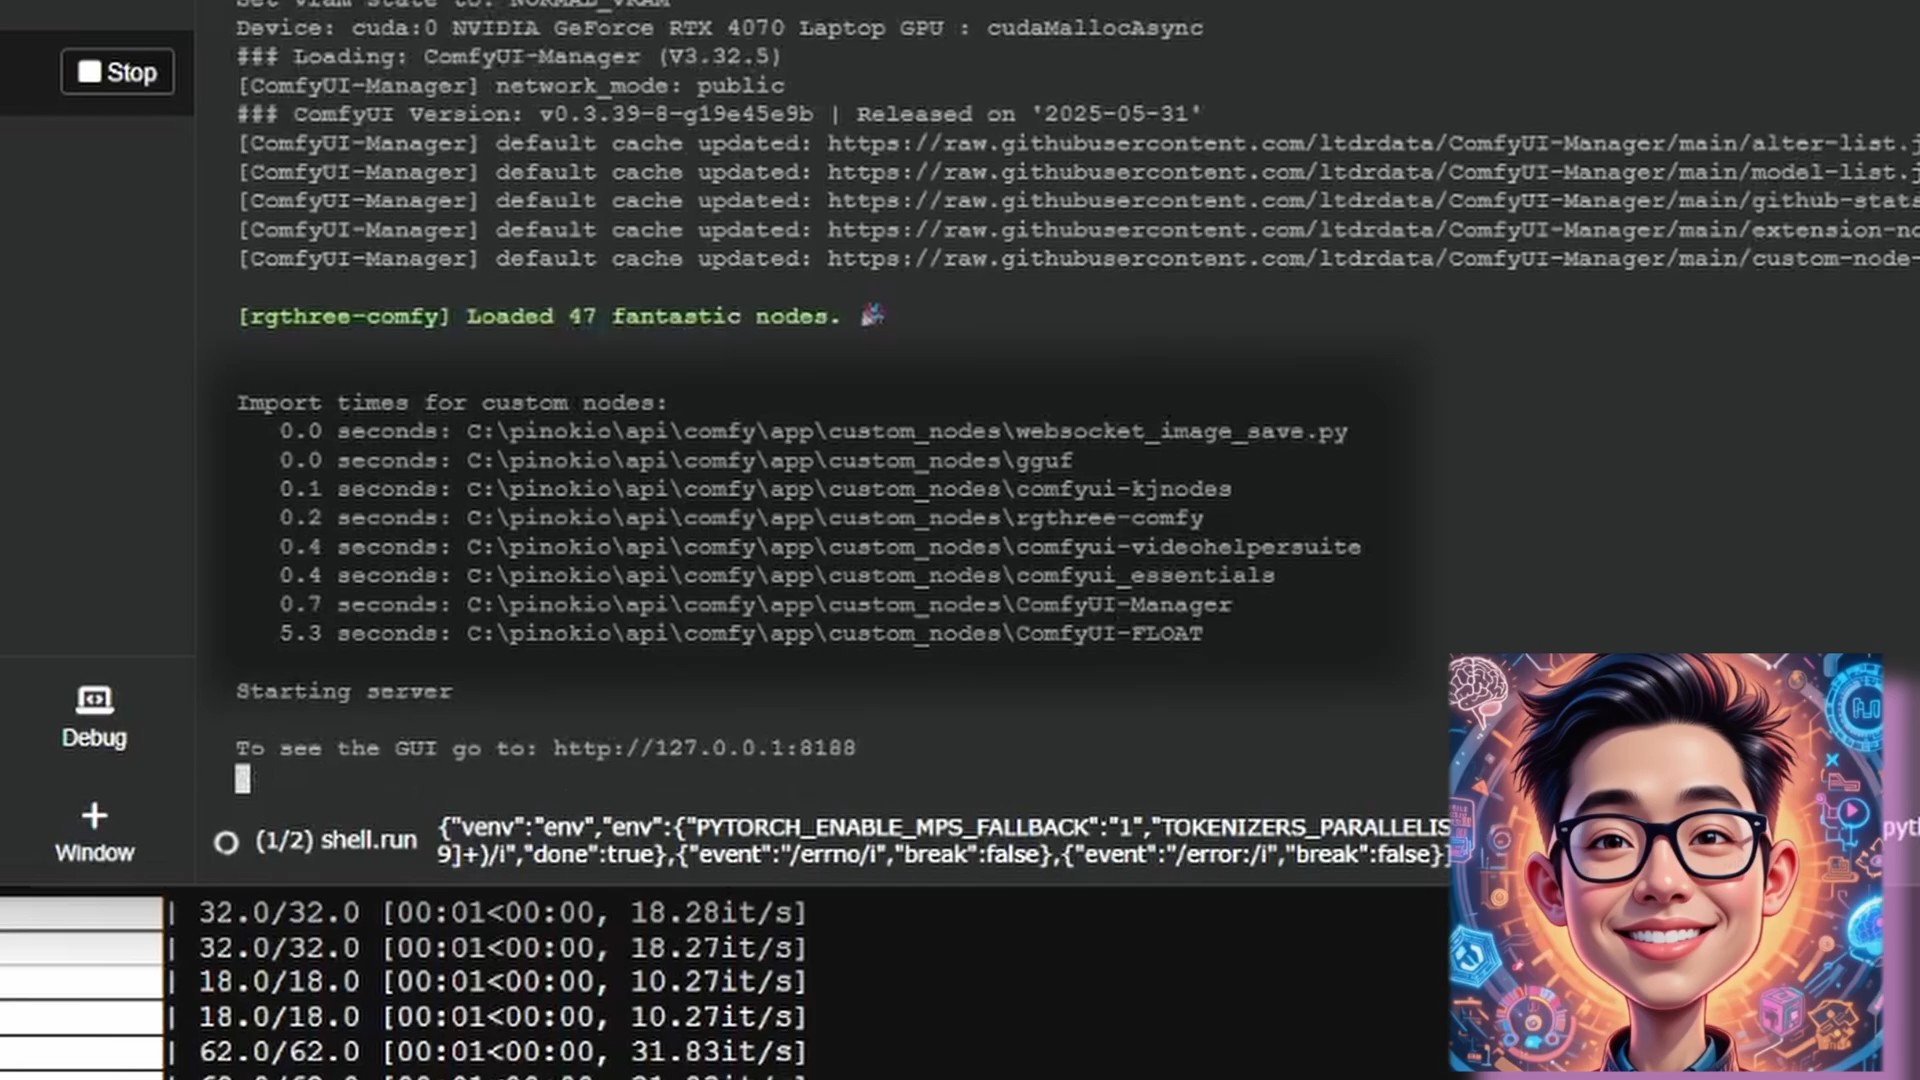 Set vram state to: NORMAL_VRAM
Device: cuda:0 NVIDIA GeForce RTX 4070 Laptop GPU : cudaMallocAsync
### Loading: ComfyUI-Manager (V3.32.5)
[ComfyUI-Manager] network_mode: public
### ComfyUI Version: v0.3.39-8-g19e45e9b | Released on '2025-05-31'
[ComfyUI-Manager] default cache updated: https://raw.githubusercontent.com/ltdrdata/ComfyUI-Manager/main/alter-list.j
[ComfyUI-Manager] default cache updated: https://raw.githubusercontent.com/ltdrdata/ComfyUI-Manager/main/model-list.j
[ComfyUI-Manager] default cache updated: https://raw.githubusercontent.com/ltdrdata/ComfyUI-Manager/main/github-stats
[ComfyUI-Manager] default cache updated: https://raw.githubusercontent.com/ltdrdata/ComfyUI-Manager/main/extension-no
[ComfyUI-Manager] default cache updated: https://raw.githubusercontent.com/ltdrdata/ComfyUI-Manager/main/custom-node-
[rgthree-comfy] Loaded 47 fantastic nodes. 🎉
Import times for custom nodes:
0.0 seconds: C:\pinokio\api\comfy\app\custom_nodes\websocket_image_save.py
0.0 seconds: C:\pinokio\api\comfy\app\custom_nodes\gguf
0.1 seconds: C:\pinokio\api\comfy\app\custom_nodes\comfyui-kjnodes
0.2 seconds: C:\pinokio\api\comfy\app\custom_nodes\rgthree-comfy
0.4 seconds: C:\pinokio\api\comfy\app\custom_nodes\comfyui-videohelpersuite
0.4 seconds: C:\pinokio\api\comfy\app\custom_nodes\comfyui_essentials
0.7 seconds: C:\pinokio\api\comfy\app\custom_nodes\ComfyUI-Manager
5.3 seconds: C:\pinokio\api\comfy\app\custom_nodes\ComfyUI-FLOAT
Starting server
To see the GUI go to: http://127.0.0.1:8188
Stop
Debug
Window
(1/2) shell.run
{"venv":"env","env":{"PYTORCH_ENABLE_MPS_FALLBACK":"1","TOKENIZERS_PARALLELIS
9]+)/i","done":true},{"event":"/errno/i","break":false},{"event":"/error:/i","break":false}]
pyth
| 32.0/32.0 [00:01<00:00, 18.28it/s]
| 32.0/32.0 [00:01<00:00, 18.27it/s]
| 18.0/18.0 [00:01<00:00, 10.27it/s]
| 18.0/18.0 [00:01<00:00, 10.27it/s]
| 62.0/62.0 [00:01<00:00, 31.83it/s]